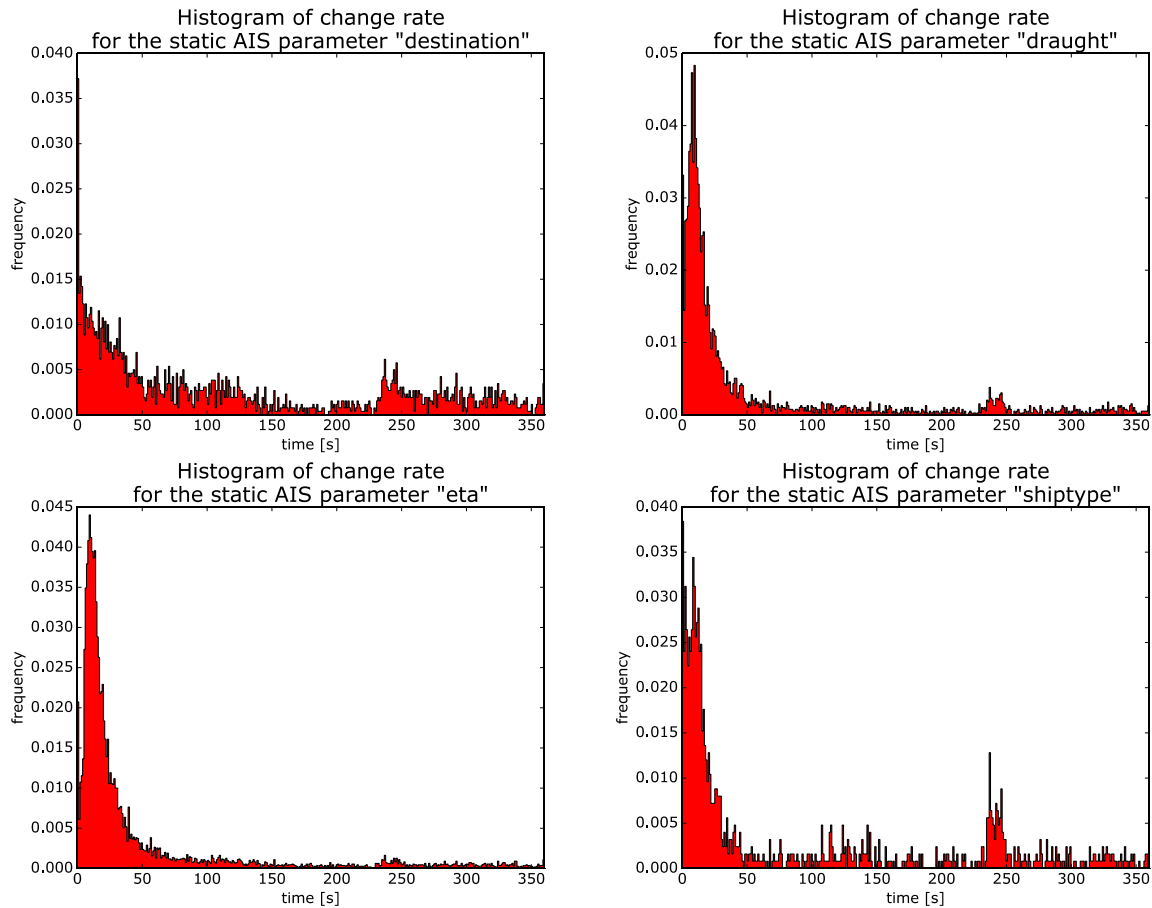 Histogram of change rate
for the static AIS parameter "destination"
0.040
0.035
0.030
0.025
0.020
0.015
0.010
0.005
0.000
frequency
0 50 100 150 200 250 300 350
time [s]
Histogram of change rate
for the static AIS parameter "draught"
0.05
0.04
0.03
0.02
0.01
0.00
frequency
0 50 100 150 200 250 300 350
time [s]
Histogram of change rate
for the static AIS parameter "eta"
0.045
0.040
0.035
0.030
0.025
0.020
0.015
0.010
0.005
0.000
frequency
0 50 100 150 200 250 300 350
time [s]
Histogram of change rate
for the static AIS parameter "shiptype"
0.040
0.035
0.030
0.025
0.020
0.015
0.010
0.005
0.000
frequency
0 50 100 150 200 250 300 350
time [s]